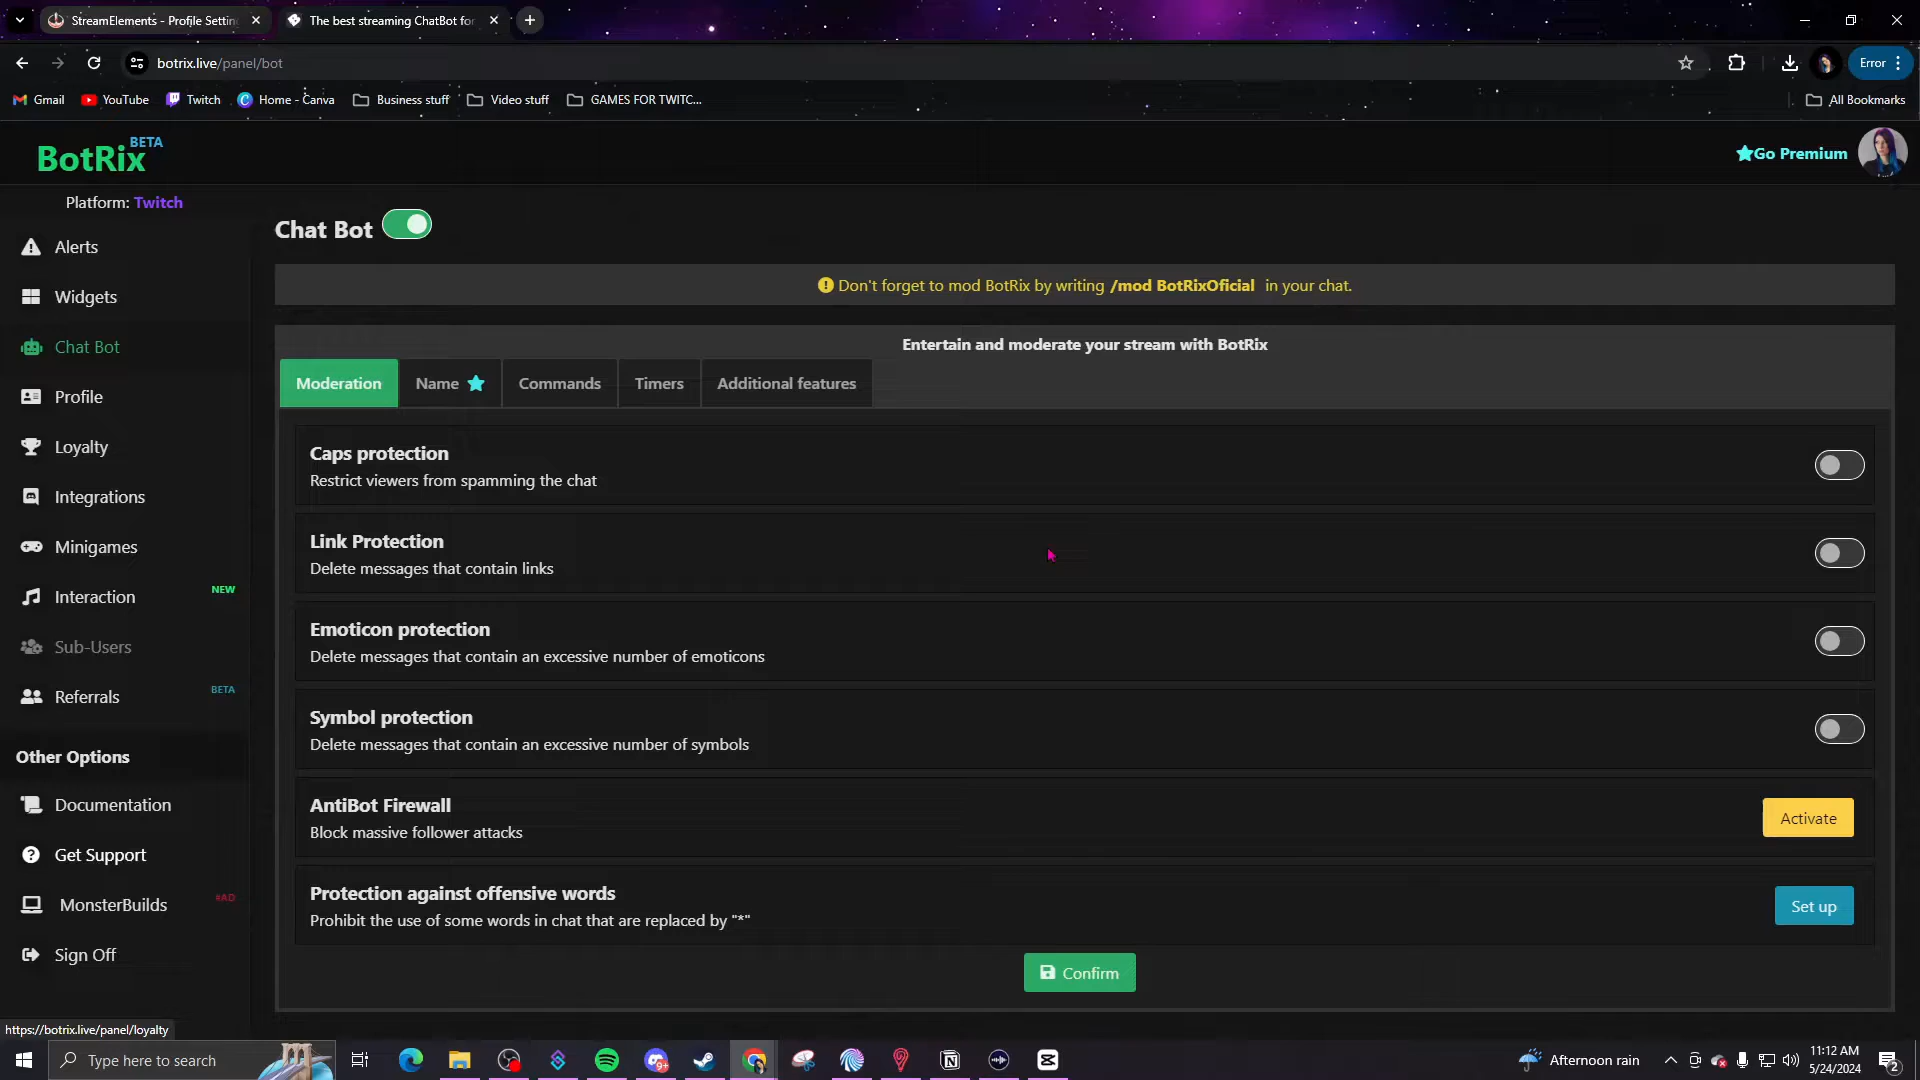 StreamElements - Profile Settin
The best streaming ChatBot for
botrix.live/panel/bot
Error
Gmail
YouTube
Twitch
Home - Canva
Business stuff
Video stuff
GAMES FOR TWITC...
All Bookmarks
BotRix BETA
Go Premium
Platform: Twitch
Alerts
Widgets
Chat Bot
Profile
Loyalty
Integrations
Minigames
Interaction NEW
Sub-Users
Referrals BETA
Other Options
Documentation
Get Support
MonsterBuilds #AD
Sign Off
Chat Bot
Don't forget to mod BotRix by writing /mod BotRixOficial in your chat.
Entertain and moderate your stream with BotRix
Moderation
Name
Commands
Timers
Additional features
Caps protection
Restrict viewers from spamming the chat
Link Protection
Delete messages that contain links
Emoticon protection
Delete messages that contain an excessive number of emoticons
Symbol protection
Delete messages that contain an excessive number of symbols
AntiBot Firewall
Block massive follower attacks
Activate
Protection against offensive words
Prohibit the use of some words in chat that are replaced by "*"
Set up
Confirm
https://botrix.live/panel/loyalty
Type here to search
9+
Afternoon rain
11:12 AM
5/24/2024
2